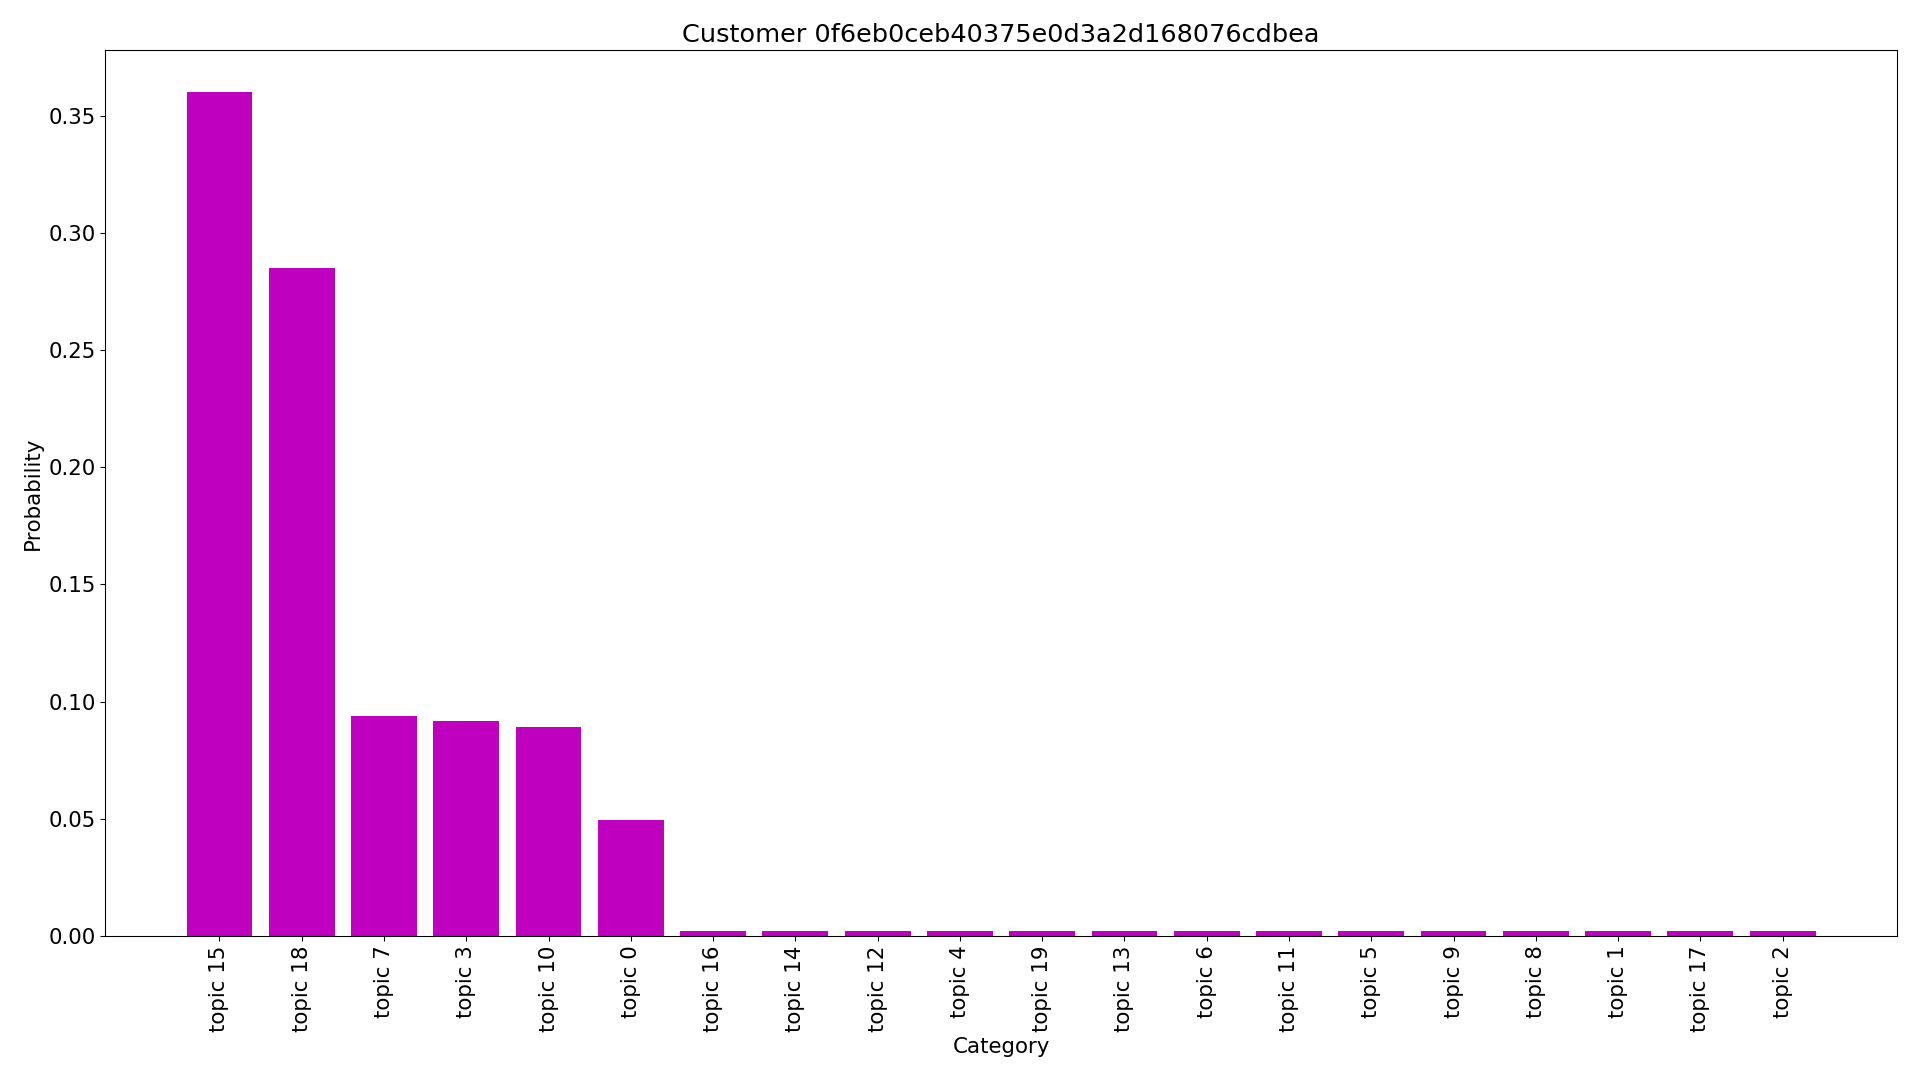 Customer 0f6eb0ceb40375e0d3a2d168076cdbea
Probability
0.35
0.30
0.25
0.20
0.15
0.10
0.05
0.00
topic 15
topic 18
topic 7
topic 3
topic 10
topic 0
topic 16
topic 14
topic 12
topic 4
topic 19
topic 13
topic 6
topic 11
topic 5
topic 9
topic 8
topic 1
topic 17
topic 2
Category